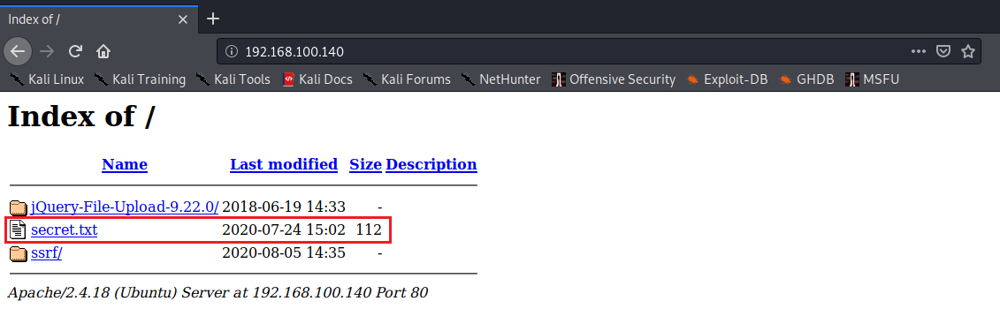 Index of /
192.168.100.140
Kali Linux Kali Training Kali Tools Kali Docs Kali Forums NetHunter Offensive Security Exploit-DB GHDB MSFU
Index of /
Name Last modified Size Description
jQuery-File-Upload-9.22.0/ 2018-06-19 14:33 -
secret.txt 2020-07-24 15:02 112
ssrf/ 2020-08-05 14:35 -
Apache/2.4.18 (Ubuntu) Server at 192.168.100.140 Port 80